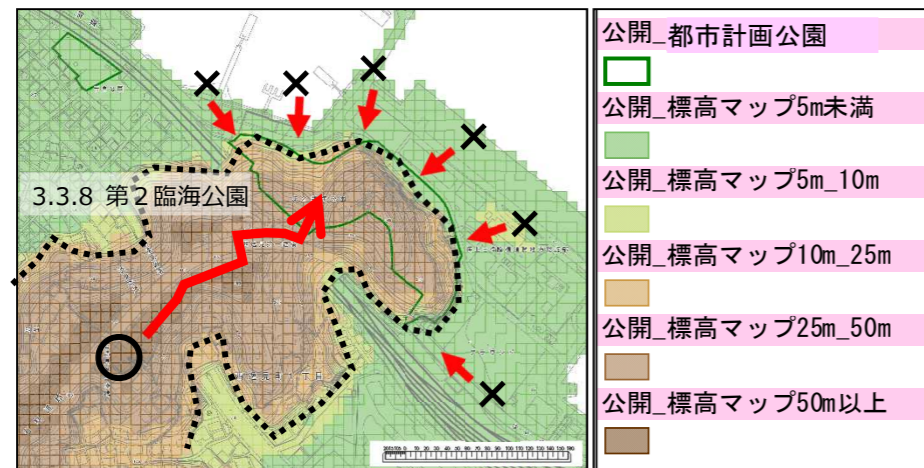 3.3.8 第2臨海公園
公開_都市計画公園
公開_標高マップ5m未満
公開_標高マップ5m_10m
公開_標高マップ10m_25m
公開_標高マップ25m_50m
公開_標高マップ50m以上